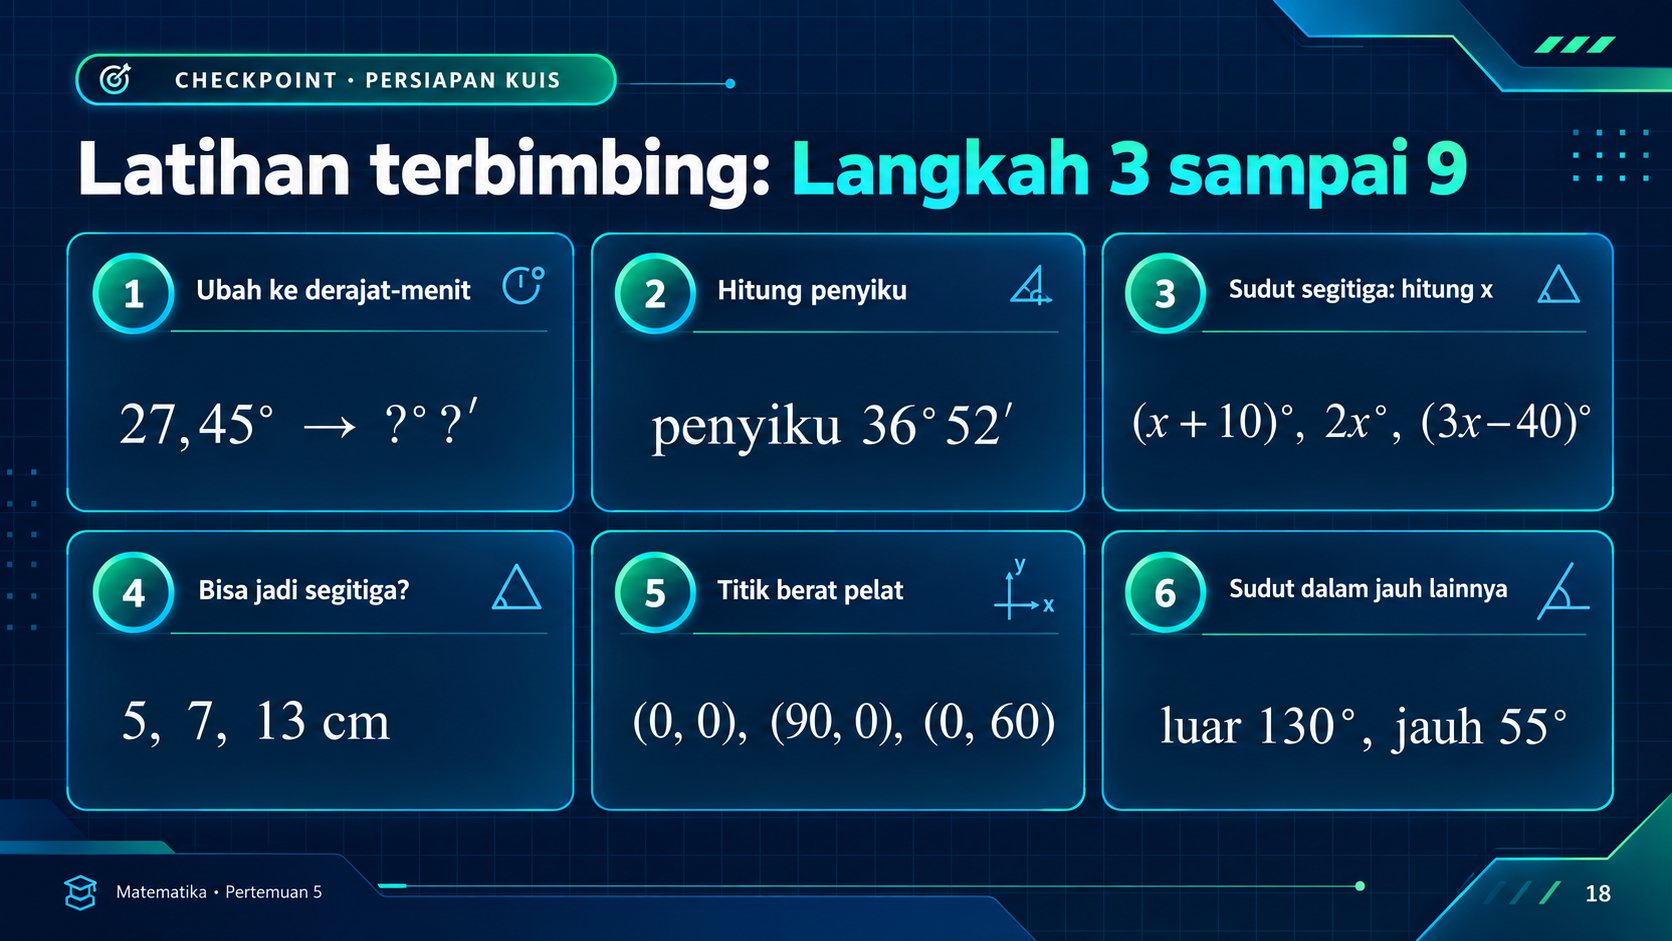 CHECKPOINT • PERSIAPAN KUIS
Latihan terbimbing: Langkah 3 sampai 9
1 Ubah ke derajat-menit
27,45° → ?° ?′
2 Hitung penyiku
penyiku 36°52′
3 Sudut segitiga: hitung x
(x + 10)°, 2x°, (3x−40)°
4 Bisa jadi segitiga?
5, 7, 13 cm
5 Titik berat pelat
y
x
(0, 0), (90, 0), (0, 60)
6 Sudut dalam jauh lainnya
luar 130°, jauh 55°
Matematika • Pertemuan 5
18